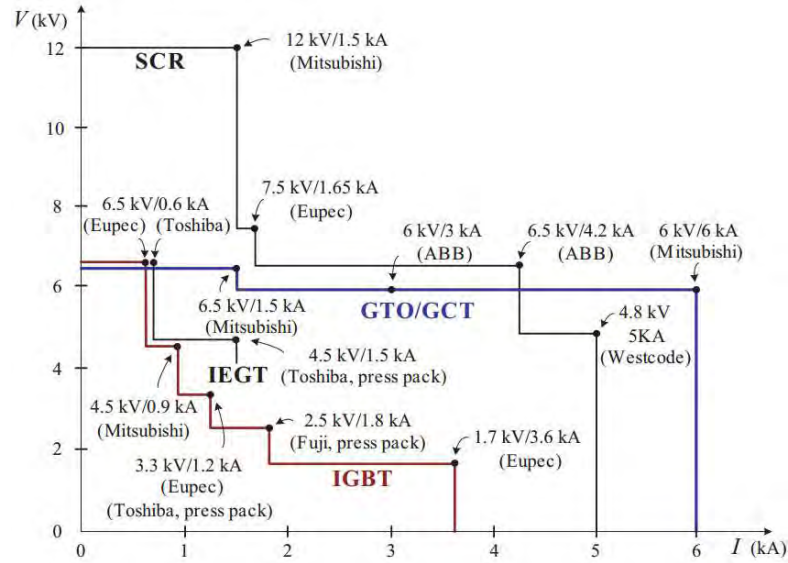 V (kV)
12
10
8
6
4
2
0
SCR
12 kV/1.5 kA
(Mitsubishi)
7.5 kV/1.65 kA
(Eupec)
6.5 kV/0.6 kA
(Eupec) (Toshiba)
6 kV/3 kA
(ABB)
6.5 kV/4.2 kA
(ABB)
6 kV/6 kA
(Mitsubishi)
6.5 kV/1.5 kA
(Mitsubishi)
GTO/GCT
4.8 kV
5KA
(Westcode)
IEGT
4.5 kV/1.5 kA
(Toshiba, press pack)
4.5 kV/0.9 kA
(Mitsubishi)
2.5 kV/1.8 kA
(Fuji, press pack)
1.7 kV/3.6 kA
(Eupec)
3.3 kV/1.2 kA
(Eupec)
(Toshiba, press pack)
IGBT
0 1 2 3 4 5 6 I (kA)